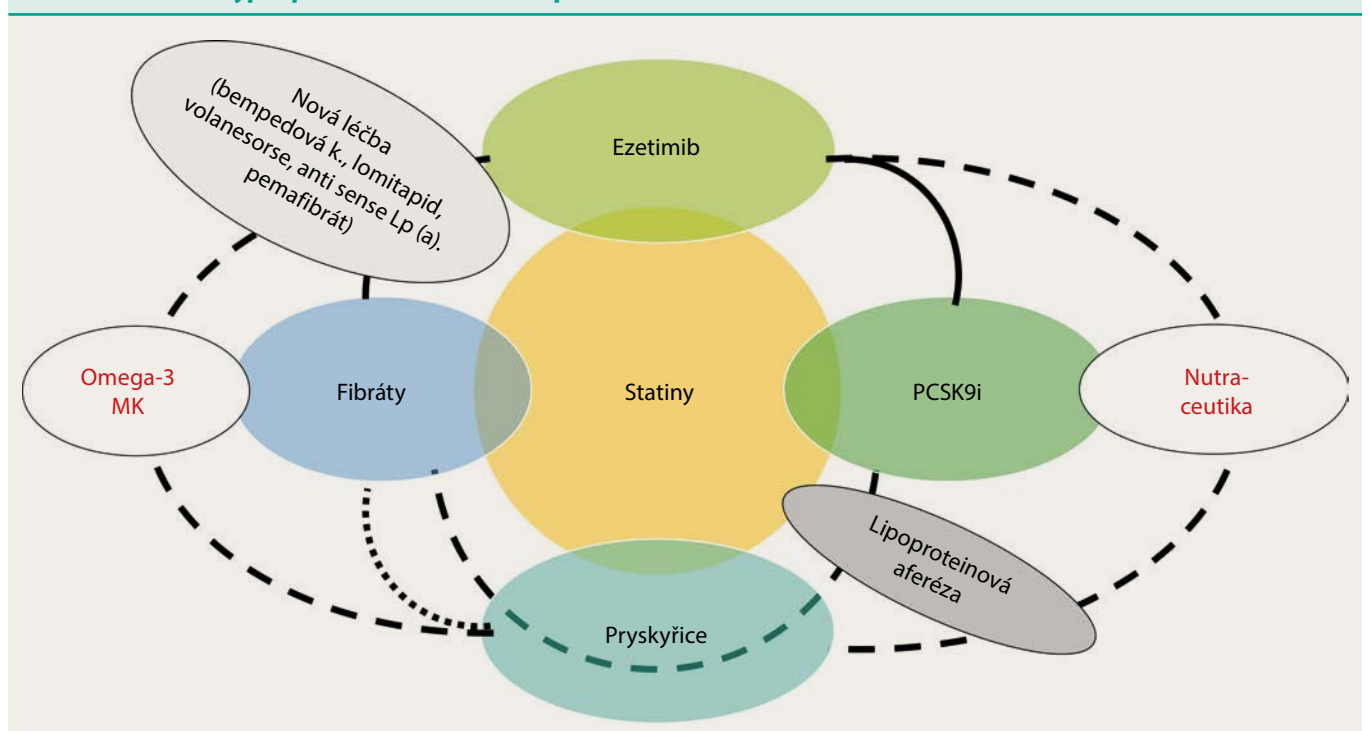 Nová léčba
(bempedová k., lomitapid,
volanesorse, anti sense Lp (a).
pemafibrát)
Ezetimib
Omega-3
MK
Fibráty
Statiny
PCSK9i
Nutra-
ceutika
Lipoproteinová
aferéza
Pryskyřice